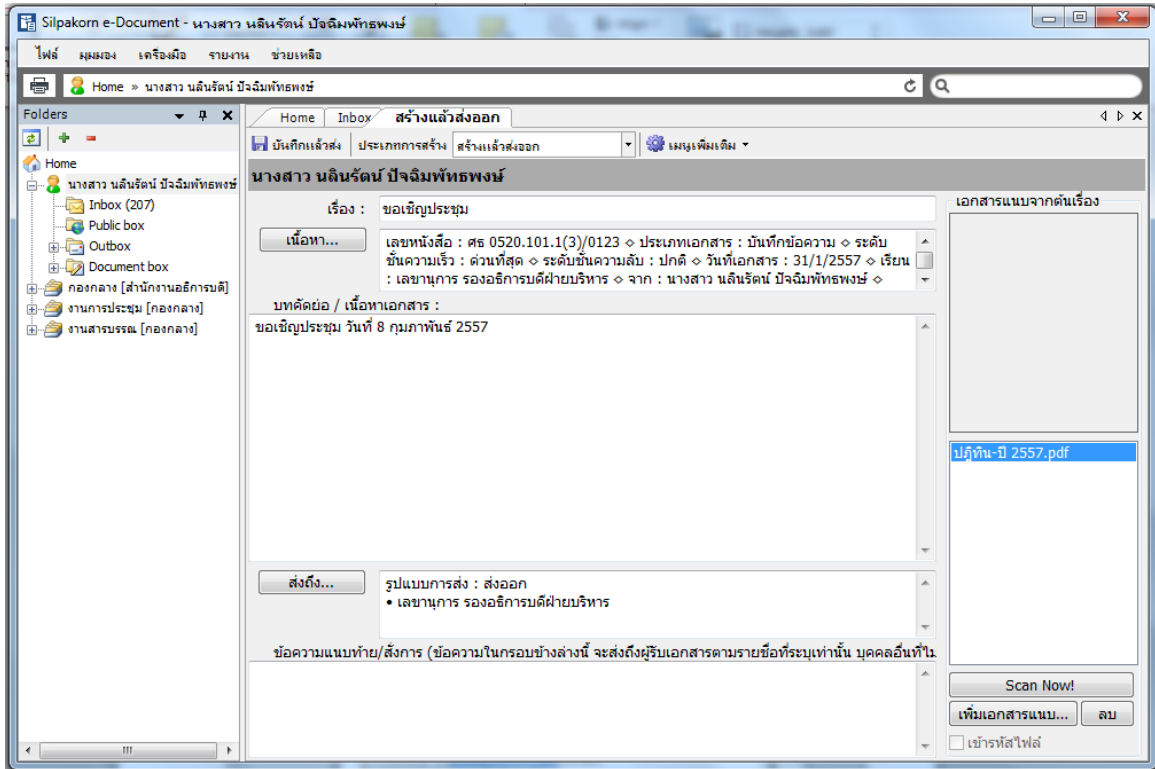 Silpakorn e-Document - นางสาว นลินรัตน์ ปัจฉิมพัทธพงษ์
ไฟล์ มุมมอง เครื่องมือ รายงาน ช่วยเหลือ
Home » นางสาว นลินรัตน์ ปัจฉิมพัทธพงษ์
Folders
Home
นางสาว นลินรัตน์ ปัจฉิมพัทธพงษ์
Inbox (207)
Public box
Outbox
Document box
กองกลาง [สำนักงานอธิการบดี]
งานการประชุม [กองกลาง]
งานสารบรรณ [กองกลาง]
Home Inbox สร้างแล้วส่งออก
บันทึกแล้วส่ง ประเภทการสร้าง สร้างแล้วส่งออก เมนูเพิ่มเติม
นางสาว นลินรัตน์ ปัจฉิมพัทธพงษ์
เรื่อง : ขอเชิญประชุม
เนื้อหา... เลขหนังสือ : ศธ 0520.101.1(3)/0123 ◇ ประเภทเอกสาร : บันทึกข้อความ ◇ ระดับ
ชั้นความเร็ว : ด่วนที่สุด ◇ ระดับชั้นความลับ : ปกติ ◇ วันที่เอกสาร : 31/1/2557 ◇ เรียน
: เลขานุการ รองอธิการบดีฝ่ายบริหาร ◇ จาก : นางสาว นลินรัตน์ ปัจฉิมพัทธพงษ์ ◇
บทคัดย่อ / เนื้อหาเอกสาร :
ขอเชิญประชุม วันที่ 8 กุมภาพันธ์ 2557
ส่งถึง... รูปแบบการส่ง : ส่งออก
• เลขานุการ รองอธิการบดีฝ่ายบริหาร
ข้อความแนบท้าย/สั่งการ (ข้อความในกรอบข้างล่างนี้ จะส่งถึงผู้รับเอกสารตามรายชื่อที่ระบุเท่านั้น บุคคลอื่นที่ไม
เอกสารแนบจากต้นเรื่อง
ปฎิทิน-ปี 2557.pdf
Scan Now!
เพิ่มเอกสารแนบ... ลบ
เข้ารหัสไฟล์